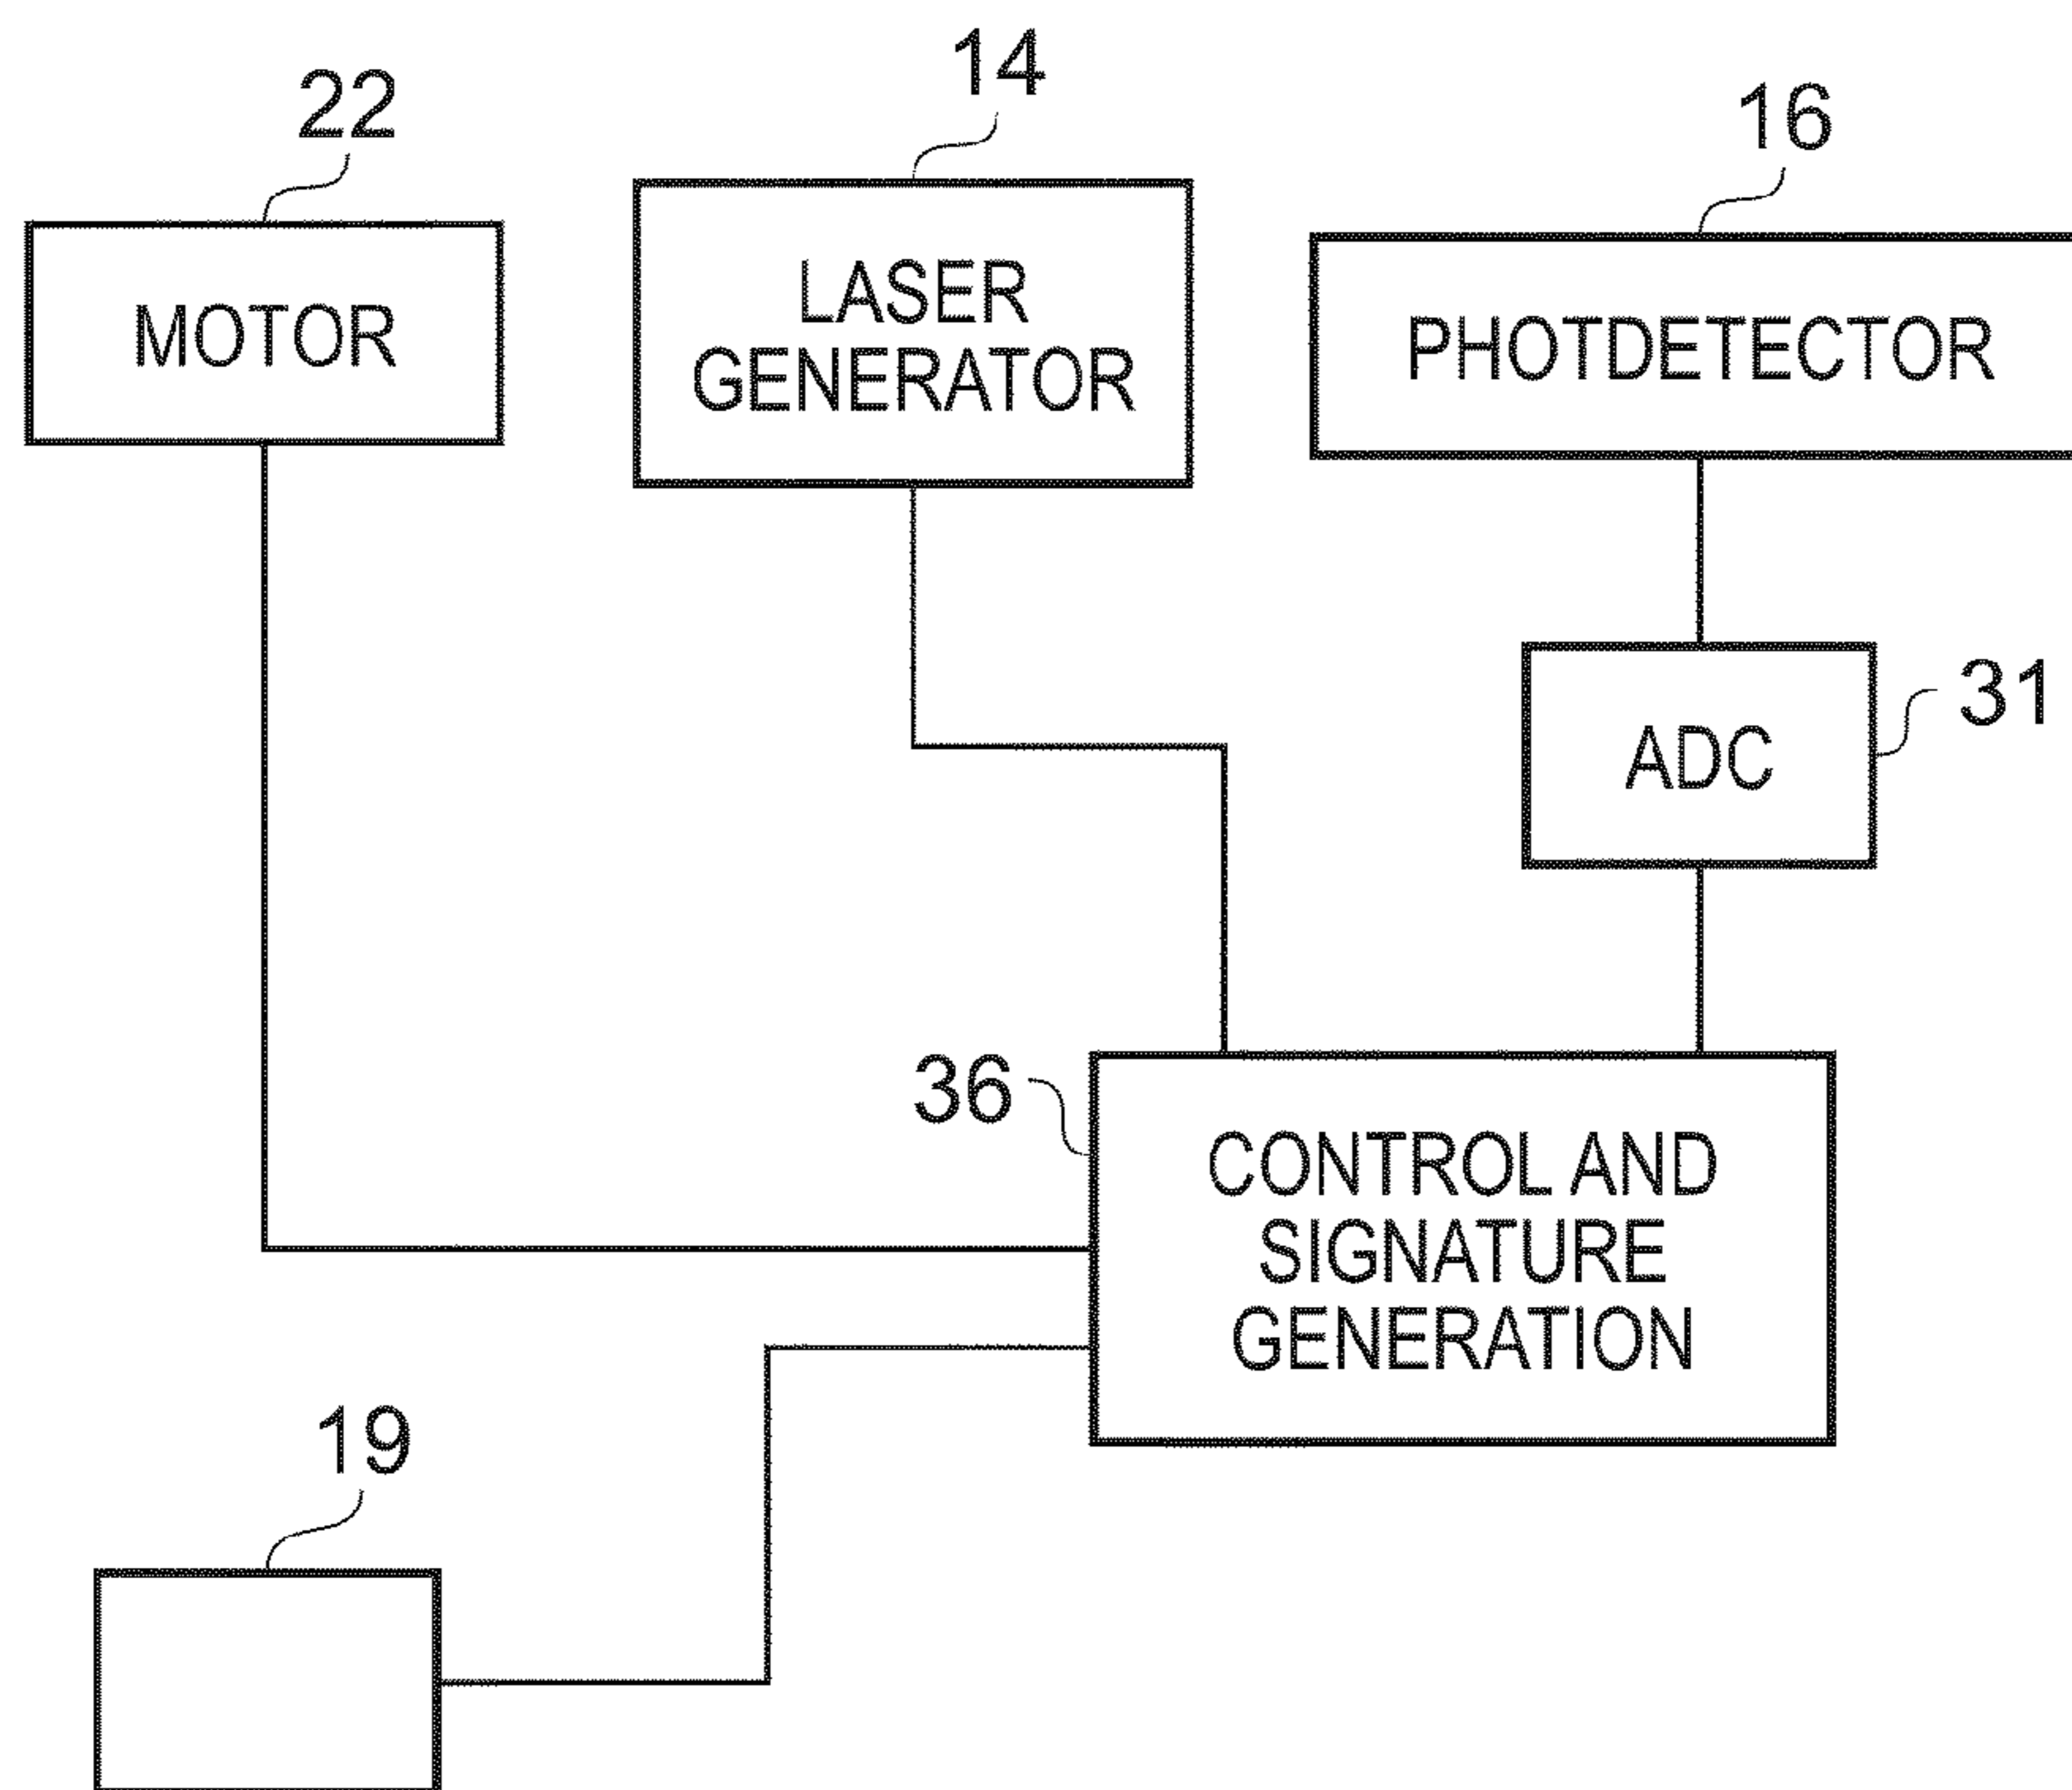 14
22
16
LASER
GENERATOR
MOTOR
PHOTDETECTOR
31
ADC
36
CONTROL AND
SIGNATURE
GENERATION
19